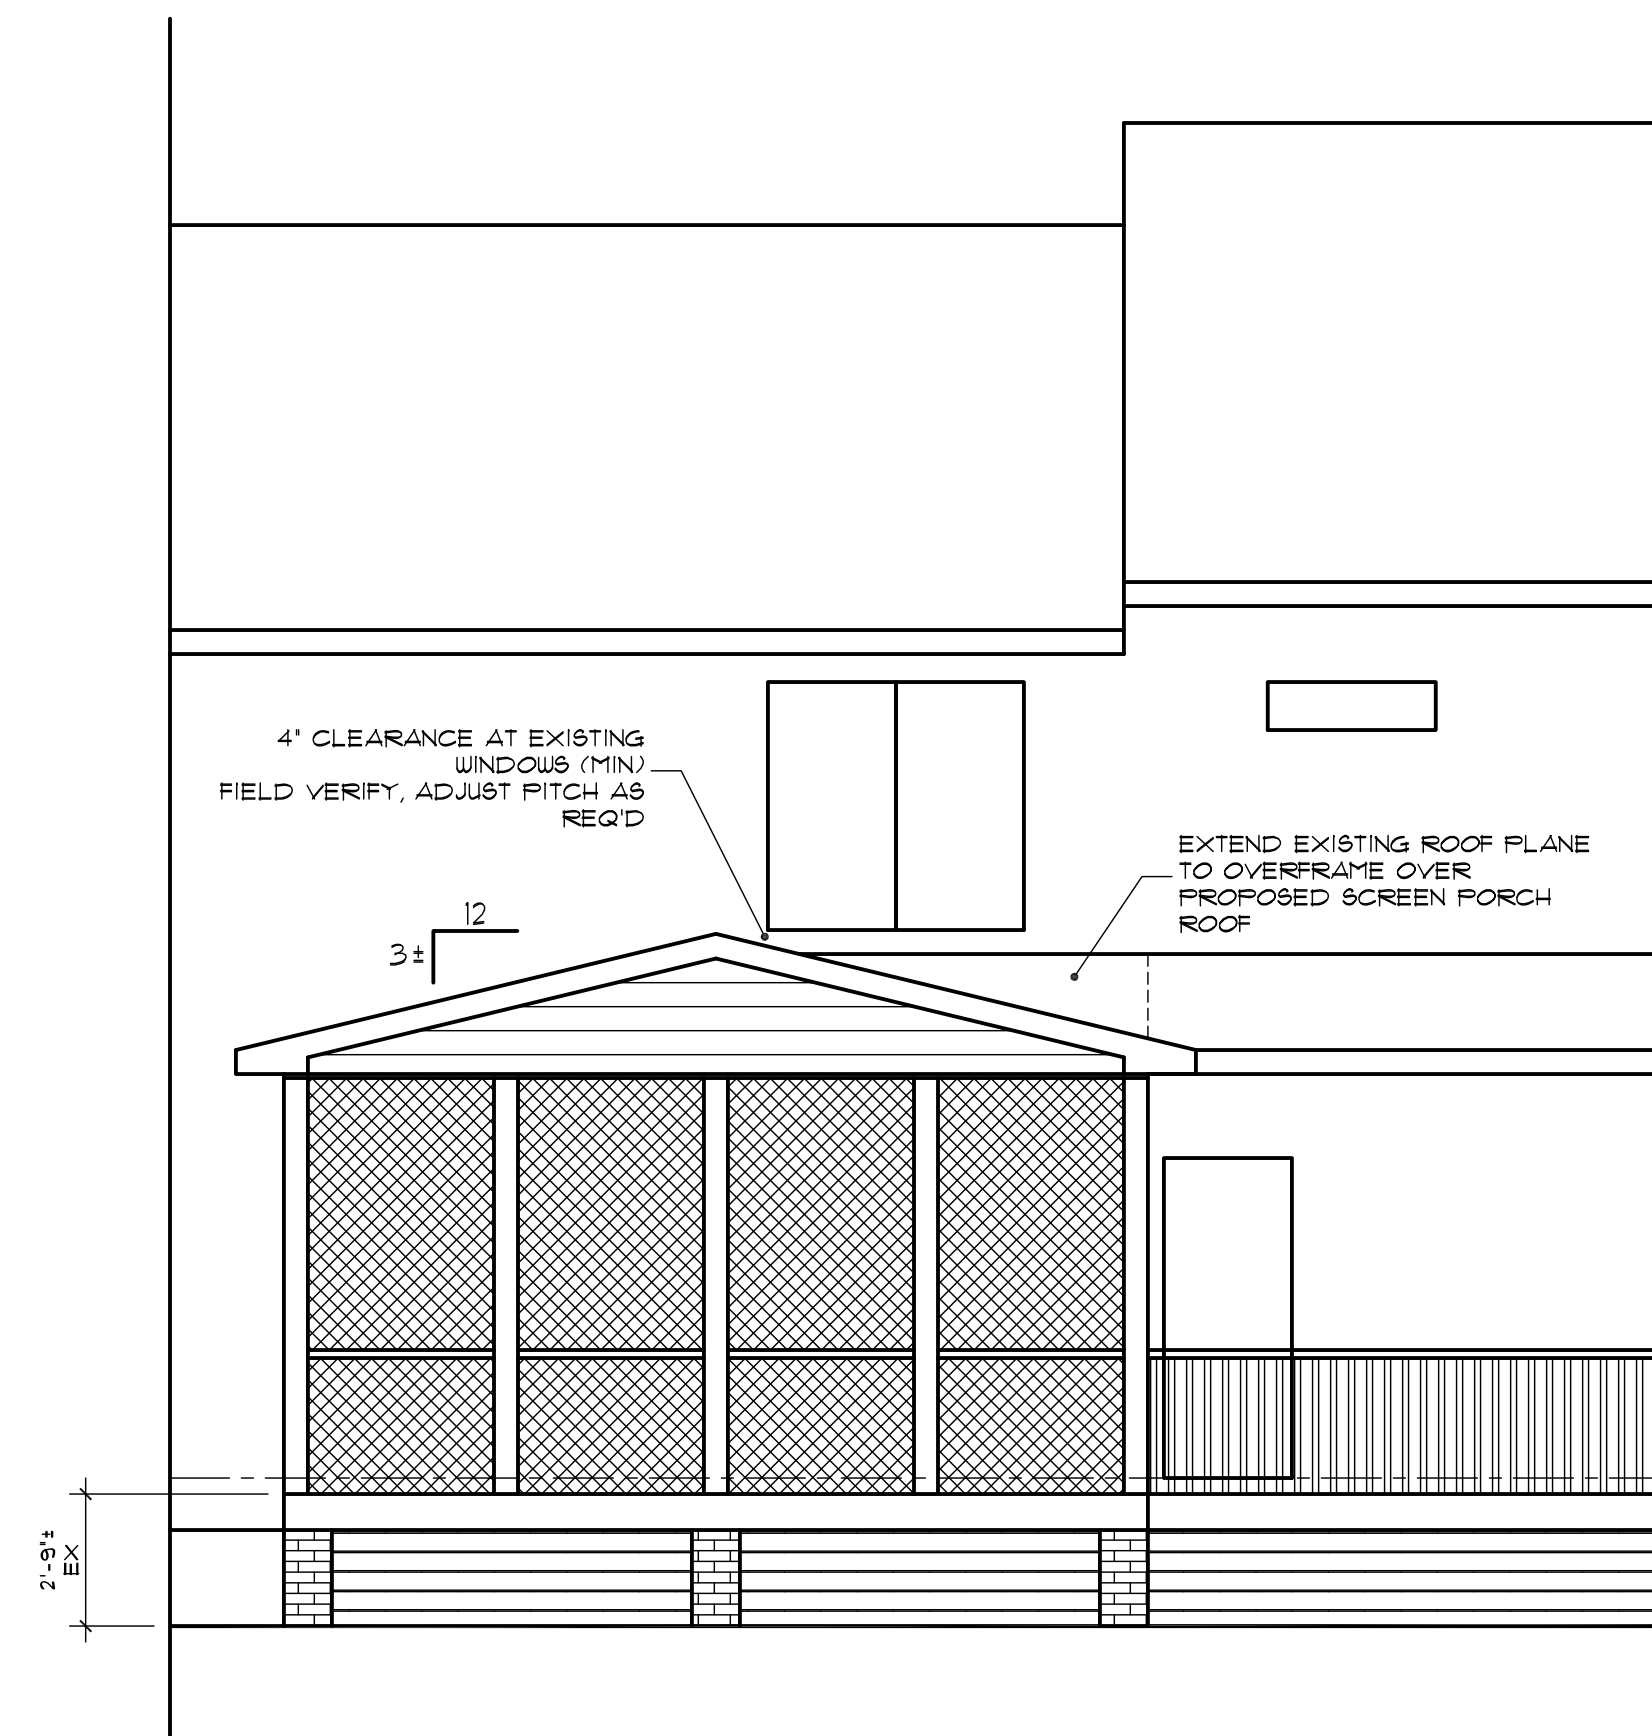 4" CLEARANCE AT EXISTING
WINDOWS (MIN)
FIELD VERIFY, ADJUST PITCH AS
REQ'D
EXTEND EXISTING ROOF PLANE
TO OVERFRAME OVER
PROPOSED SCREEN PORCH
ROOF
12
3±
2'-9"±
EX